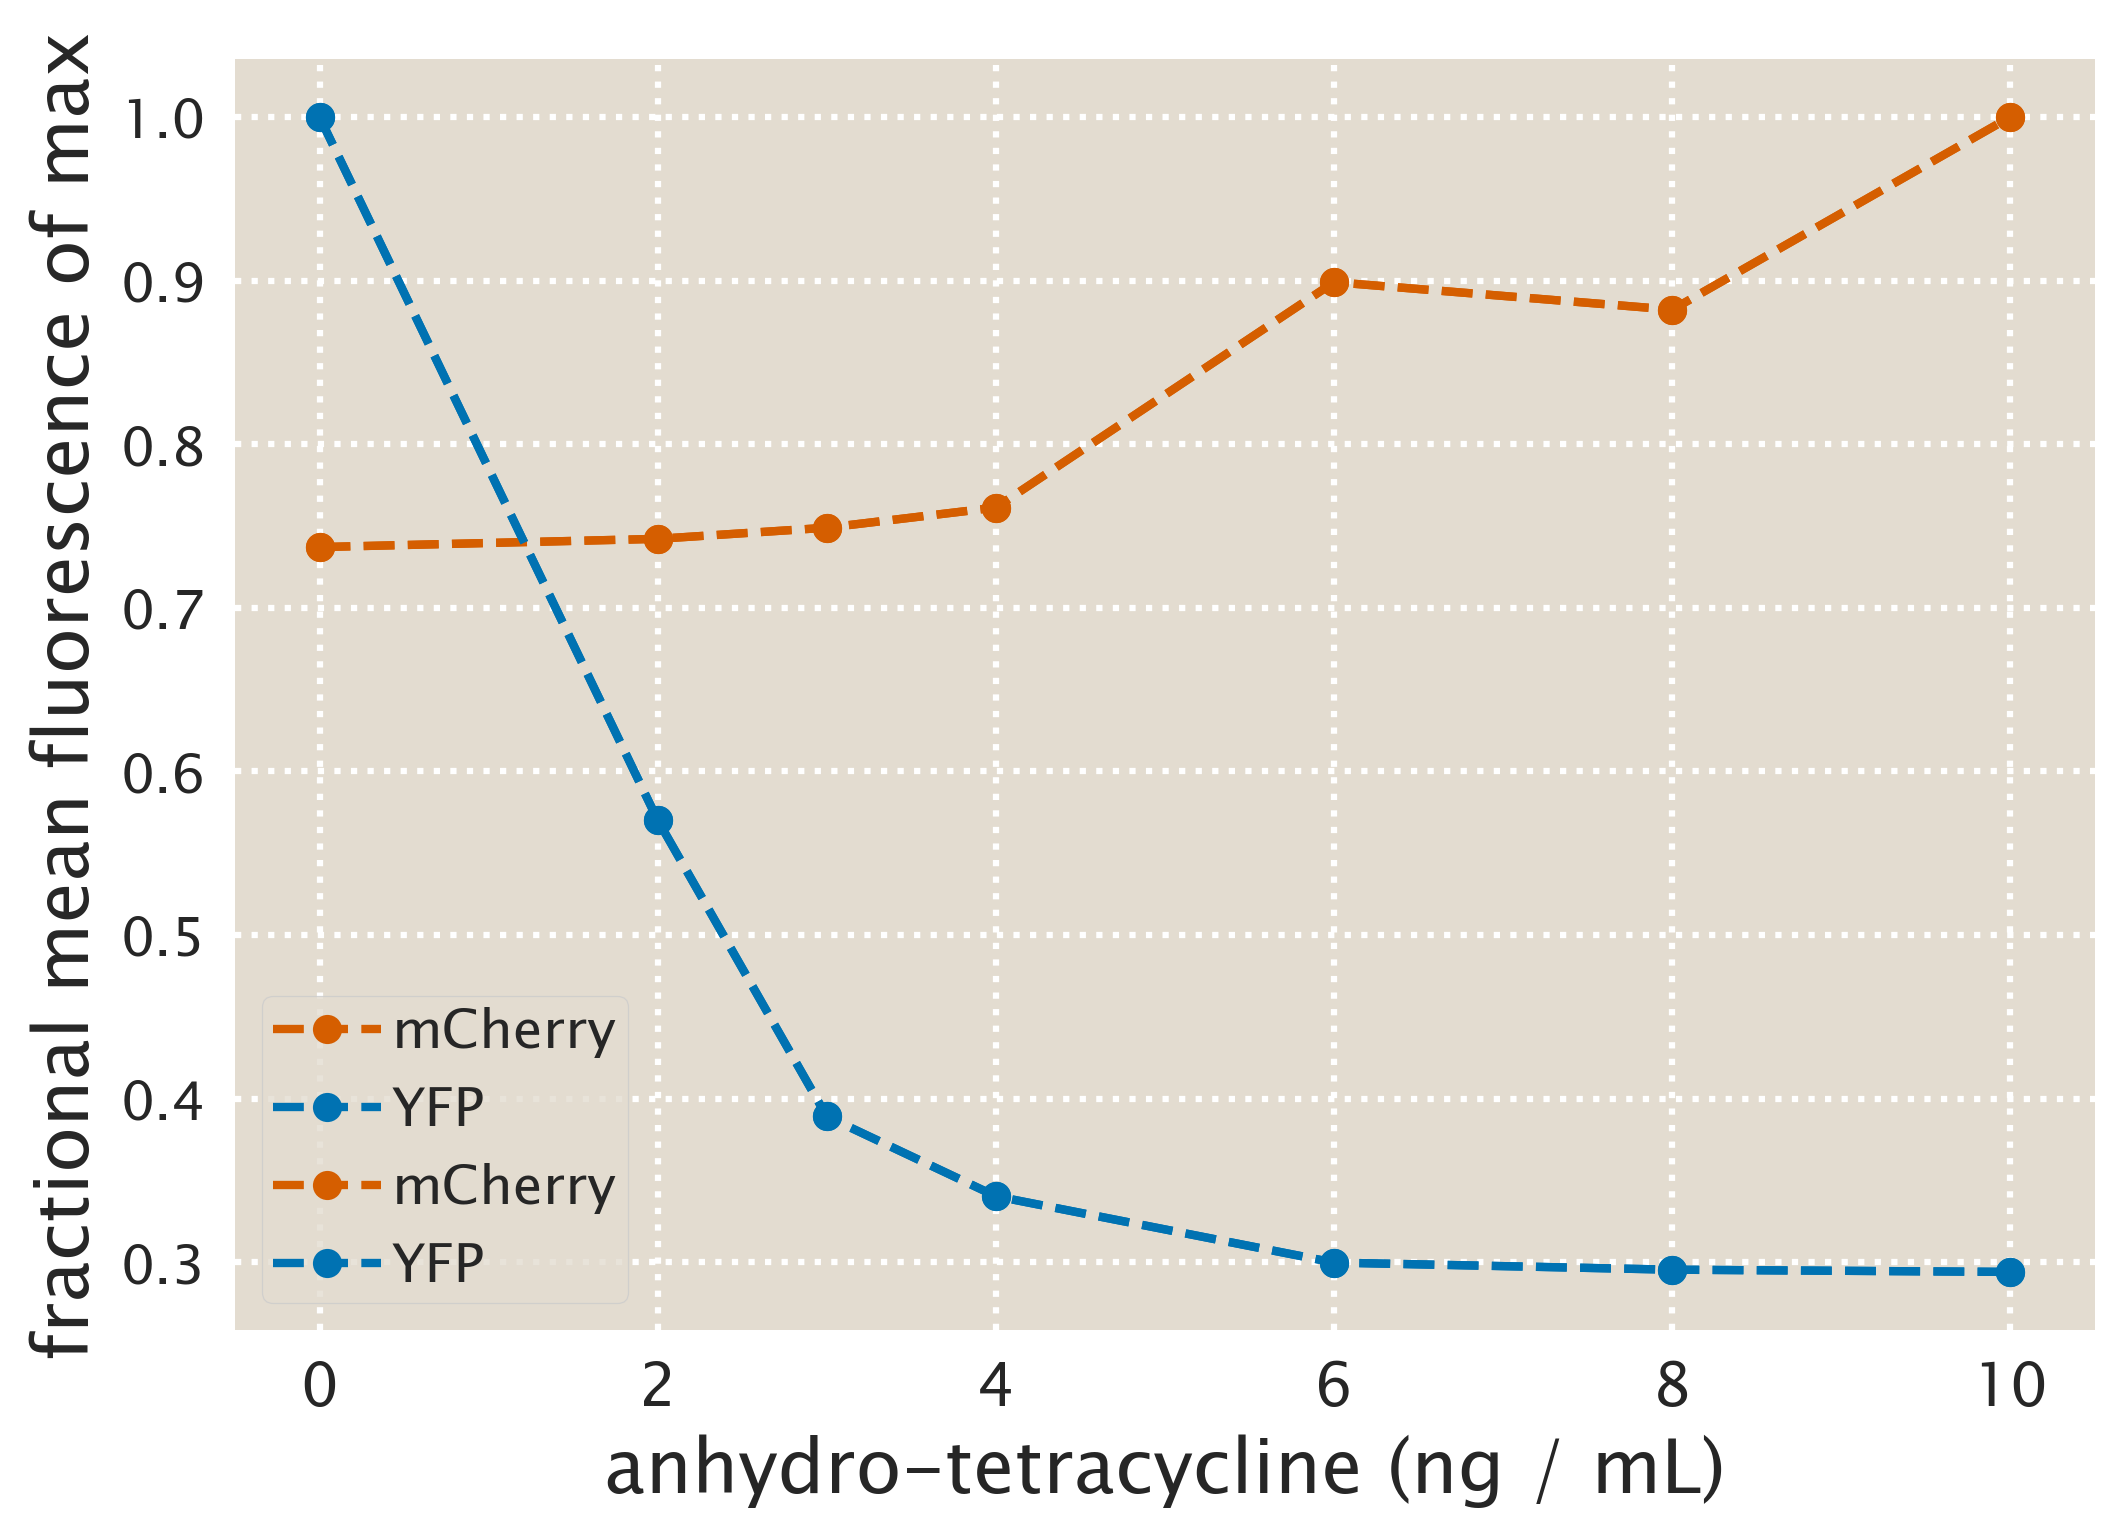 fractional mean fluorescence of max
1.0
0.9
0.8
0.7
0.6
0.5
0.4
0.3
mCherry
YFP
mCherry
YFP
0 2 4 6 8 10
anhydro-tetracycline (ng / mL)